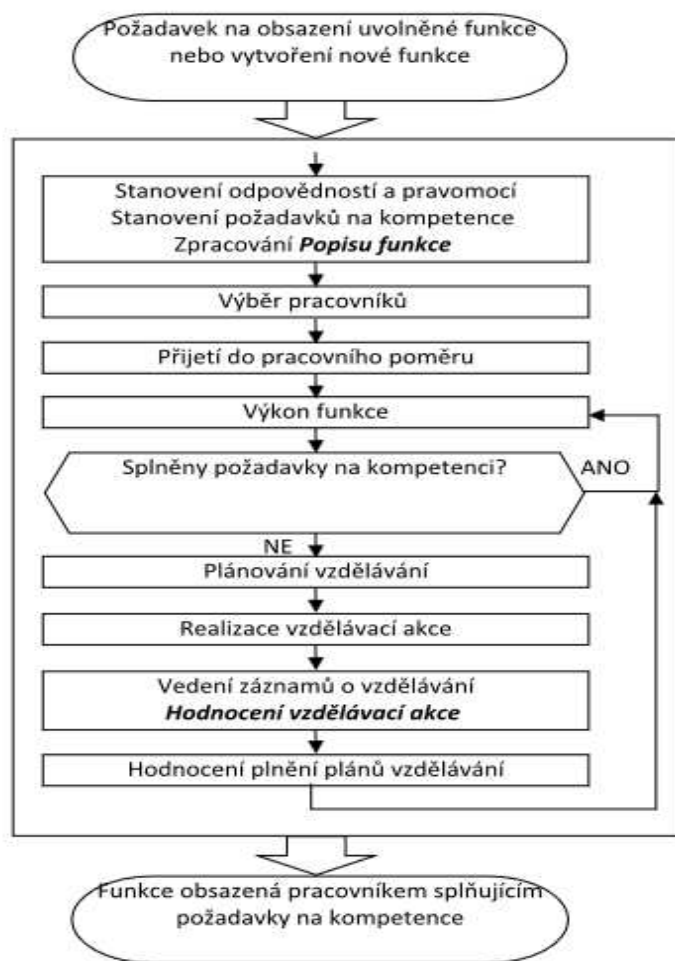 Požadavek na obsazení uvolněné funkce
nebo vytvoření nové funkce
Stanovení odpovědností a pravomocí
Stanovení požadavků na kompetence
Zpracování Popisu funkce
Výběr pracovníků
Přijetí do pracovního poměru
Výkon funkce
Splněny požadavky na kompetenci?
ANO
NE
Plánování vzdělávání
Realizace vzdělávací akce
Vedení záznamů o vzdělávání
Hodnocení vzdělávací akce
Hodnocení plnění plánů vzdělávání
Funkce obsazená pracovníkem splňujícím
požadavky na kompetence